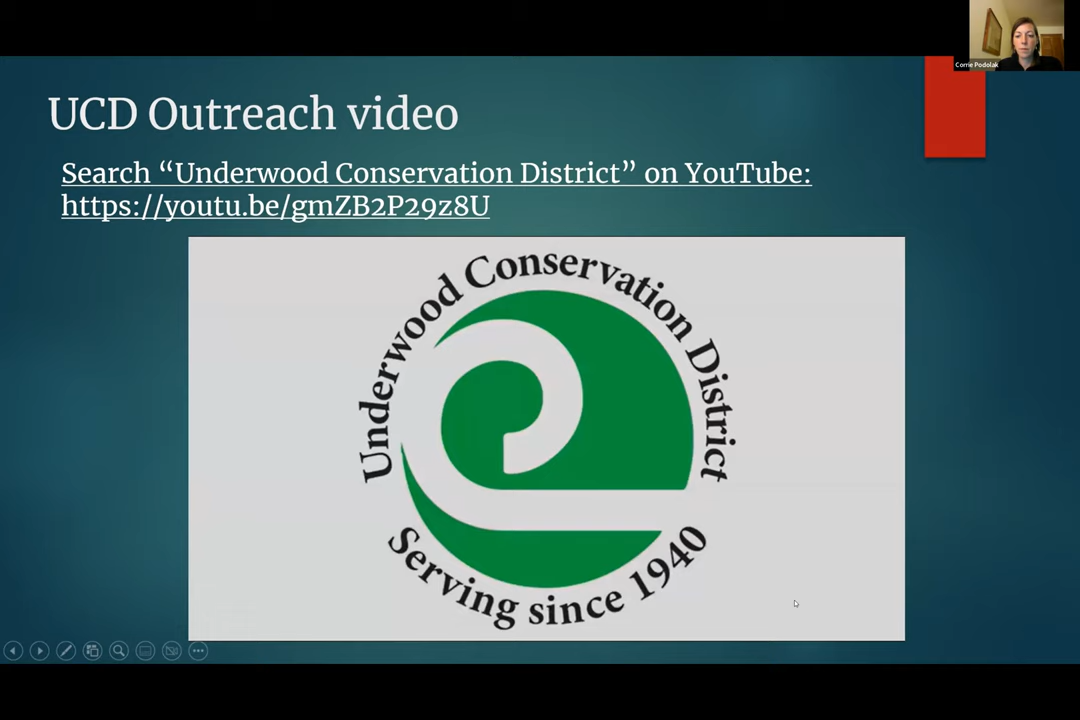 Corrie Podolak
UCD Outreach video
Search “Underwood Conservation District” on YouTube:
https://youtu.be/gmZB2P29z8U
Underwood Conservation District
Serving since 1940